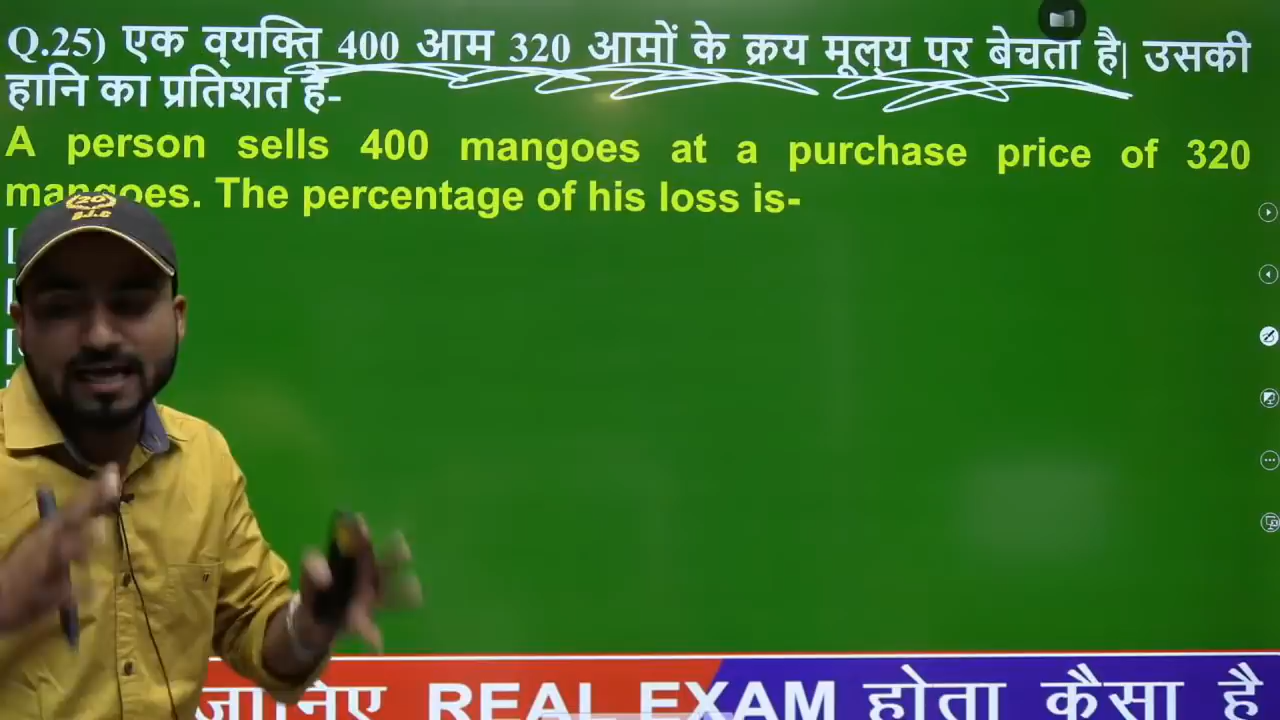 Q.25) एक व्यक्ति 400 आम 320 आमों के क्रय मूल्य पर बेचता है| उसकी
हानि का प्रतिशत है-
A person sells 400 mangoes at a purchase price of 320
mangoes. The percentage of his loss is-
[
[
[
20
जानिए REAL EXAM होता कैसा है